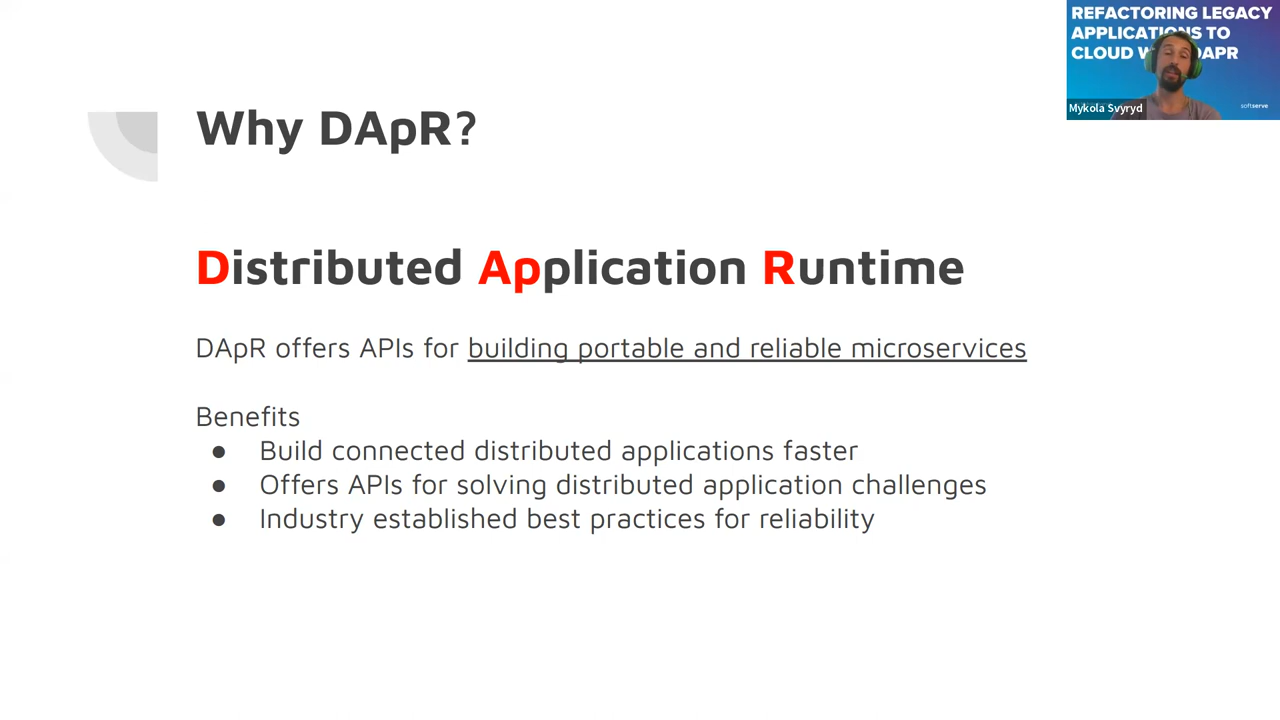 REFACTORING LEGACY
APPLICATIONS TO
CLOUD W DAPR
Mykola Svyryd
softserve
Why DApR?
Distributed Application Runtime
DApR offers APIs for building portable and reliable microservices
Benefits
● Build connected distributed applications faster
● Offers APIs for solving distributed application challenges
● Industry established best practices for reliability